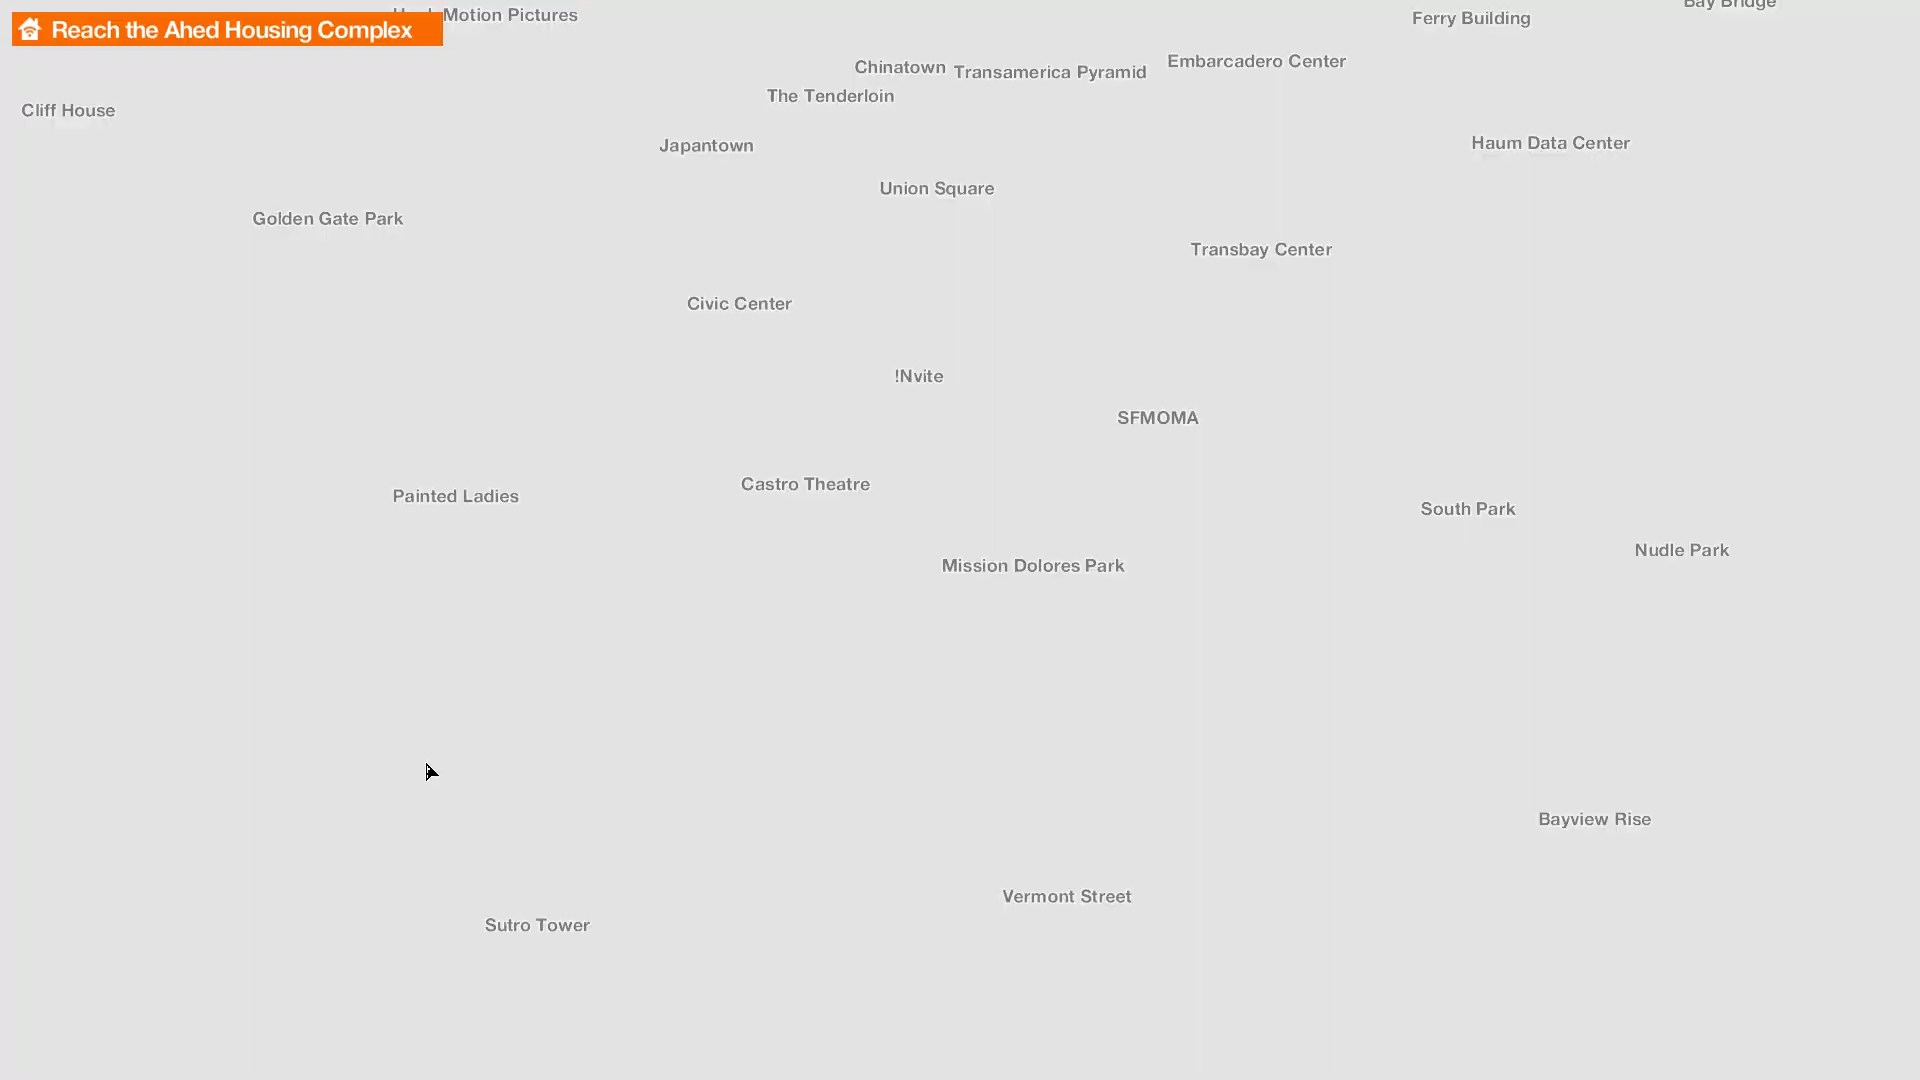 Motion Pictures
Reach the Ahed Housing Complex
Ferry Building
Bay Bridge
Chinatown
Transamerica Pyramid
Embarcadero Center
The Tenderloin
Cliff House
Japantown
Haum Data Center
Union Square
Golden Gate Park
Transbay Center
Civic Center
!Nvite
SFMOMA
Castro Theatre
Painted Ladies
South Park
Nudle Park
Mission Dolores Park
Bayview Rise
Vermont Street
Sutro Tower